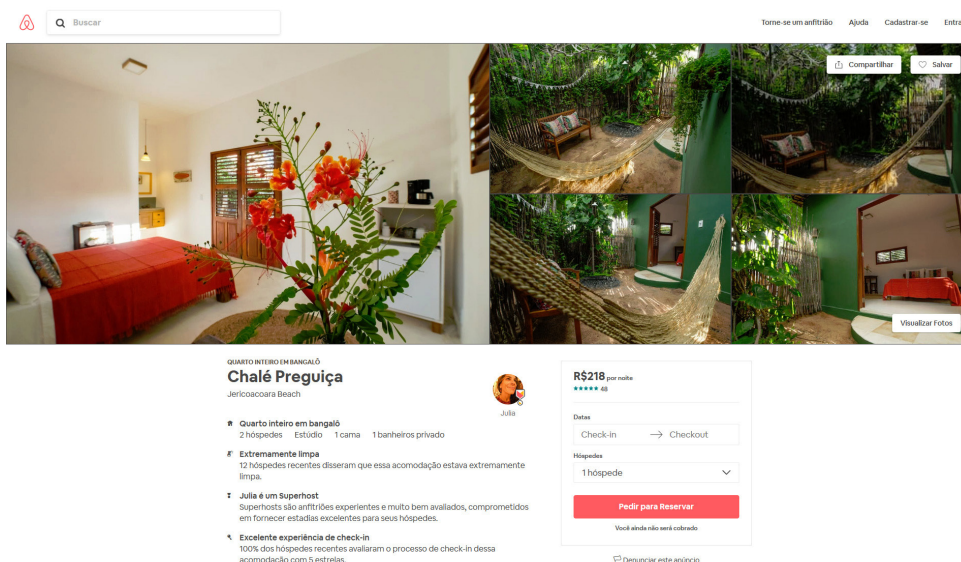 Buscar
Torne-se um anfitrião Ajuda Cadastrar-se Entra
Compartilhar Salvar
Visualizar Fotos
QUARTO INTEIRO EM BANGALÔ
Chalé Preguiça
Jericoacoara Beach
Julia
Quarto inteiro em bangalô
2 hóspedes Estúdio 1 cama 1 banheiros privado
Extremamente limpa
12 hóspedes recentes disseram que essa acomodação estava extremamente
limpa.
Julia é um Superhost
Superhosts são anfitriões experientes e muito bem avaliados, comprometidos
em fornecer estadias excelentes para seus hóspedes.
Excelente experiência de check-in
100% dos hóspedes recentes avaliaram o processo de check-in dessa
acomodação com 5 estrelas.
R$218 por noite
48
Datas
Check-in → Checkout
Hóspedes
1 hóspede
Pedir para Reservar
Você ainda não será cobrado
Denunciar este anúncio